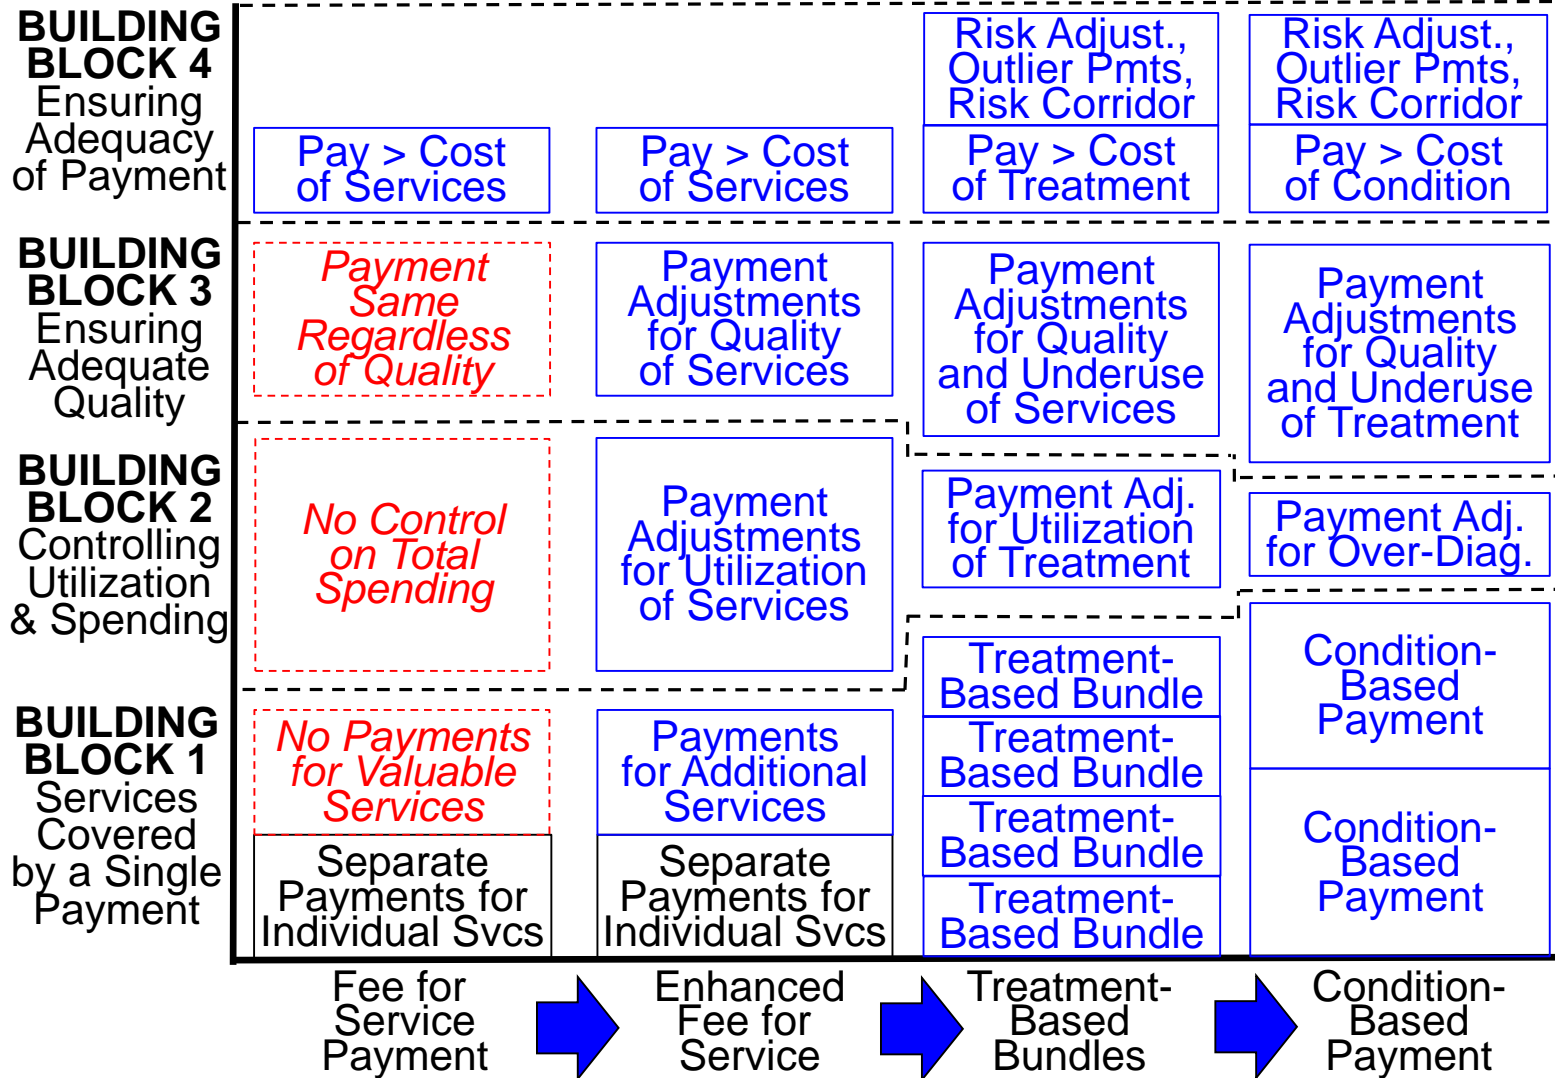 BUILDING
BLOCK 4
Ensuring
Adequacy
of Payment
Pay > Cost
of Services
Pay > Cost
of Services
Risk Adjust.,
Outlier Pmts,
Risk Corridor
Pay > Cost
of Treatment
Risk Adjust.,
Outlier Pmts,
Risk Corridor
Pay > Cost
of Condition
BUILDING
BLOCK 3
Ensuring
Adequate
Quality
Payment
Same
Regardless
of Quality
Payment
Adjustments
for Quality
of Services
Payment
Adjustments
for Quality
and Underuse
of Services
Payment
Adjustments
for Quality
and Underuse
of Treatment
BUILDING
BLOCK 2
Controlling
Utilization
& Spending
No Control
on Total
Spending
Payment
Adjustments
for Utilization
of Services
Payment Adj.
for Utilization
of Treatment
Payment Adj.
for Over-Diag.
BUILDING
BLOCK 1
Services
Covered
by a Single
Payment
No Payments
for Valuable
Services
Separate
Payments for
Individual Svcs
Payments
for Additional
Services
Separate
Payments for
Individual Svcs
Treatment-
Based Bundle
Treatment-
Based Bundle
Treatment-
Based Bundle
Treatment-
Based Bundle
Condition-
Based
Payment
Condition-
Based
Payment
Fee for
Service
Payment
Enhanced
Fee for
Service
Treatment-
Based
Bundles
Condition-
Based
Payment